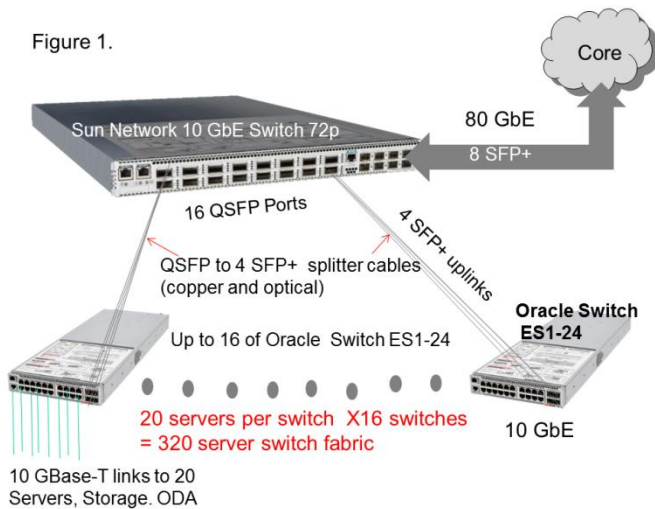 Figure 1.
Core
Sun Network 10 GbE Switch 72p
80 GbE
8 SFP+
16 QSFP Ports
QSFP to 4 SFP+ splitter cables
(copper and optical)
4 SFP+ uplinks
Oracle Switch
ES1-24
Up to 16 of Oracle Switch ES1-24
20 servers per switch X16 switches
= 320 server switch fabric
10 GbE
10 GBase-T links to 20
Servers, Storage. ODA